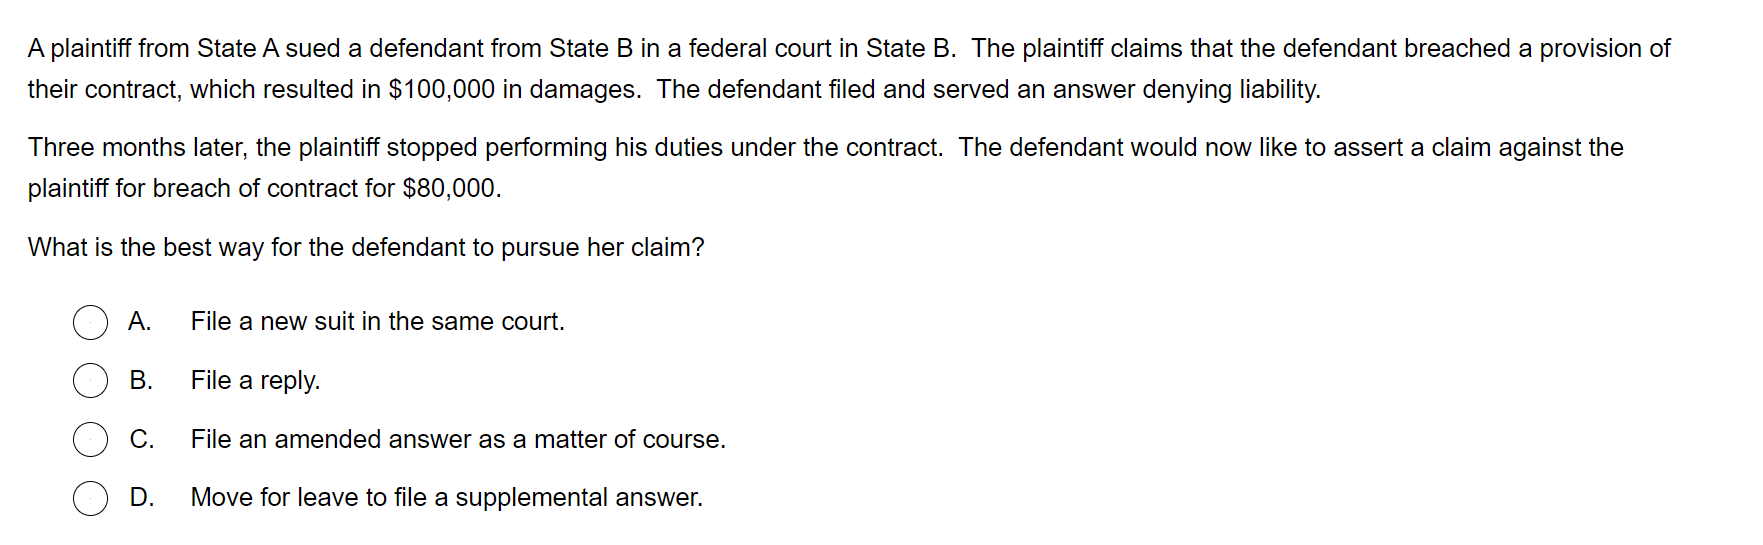 A plaintiff from State A sued a defendant from State B in a federal court in State B.  The plaintiff claims that the defendant breached a provision of
their contract, which resulted in $100,000 in damages.  The defendant filed and served an answer denying liability.
Three months later, the plaintiff stopped performing his duties under the contract.  The defendant would now like to assert a claim against the
plaintiff for breach of contract for $80,000.
What is the best way for the defendant to pursue her claim?
A. File a new suit in the same court.
B. File a reply.
C. File an amended answer as a matter of course.
D. Move for leave to file a supplemental answer.